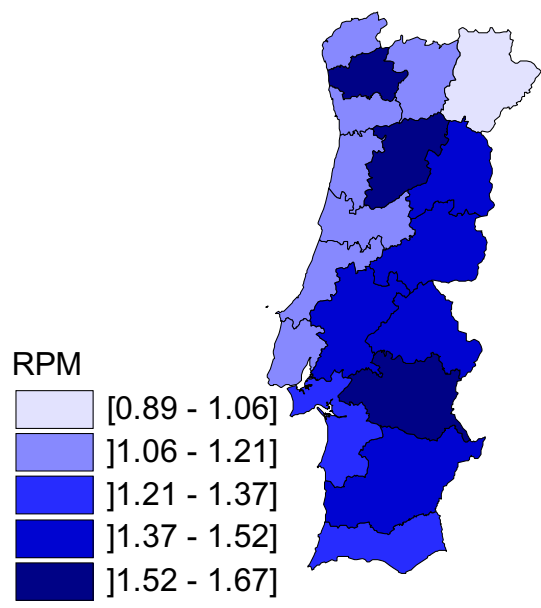 RPM
[0.89 - 1.06]
]1.06 - 1.21]
]1.21 - 1.37]
]1.37 - 1.52]
]1.52 - 1.67]